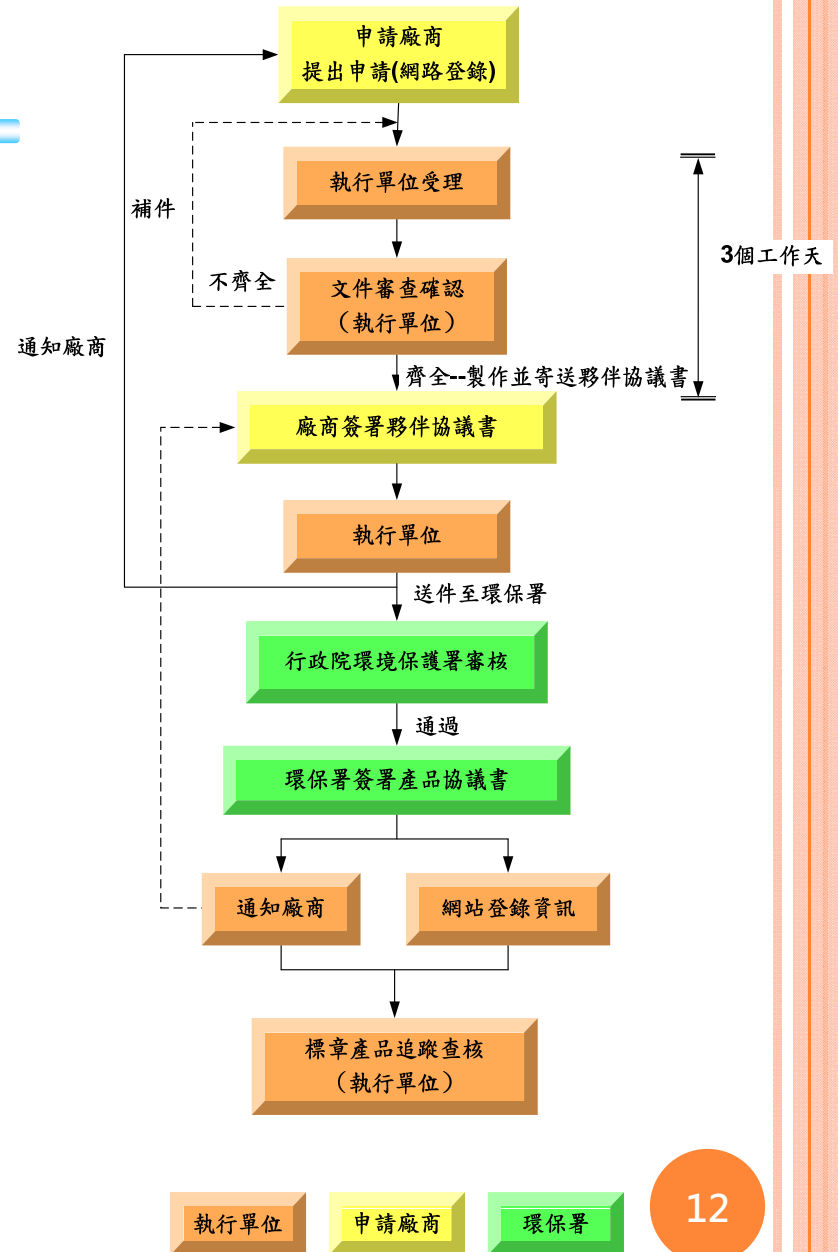 申請廠商
提出申請(網路登錄)
執行單位受理
補件
3個工作天
不齊全
文件審查確認
（執行單位）
通知廠商
齊全--製作並寄送夥伴協議書
廠商簽署夥伴協議書
執行單位
送件至環保署
行政院環境保護署審核
通過
環保署簽署產品協議書
通知廠商
網站登錄資訊
標章產品追蹤查核
（執行單位）
執行單位
申請廠商
環保署
12